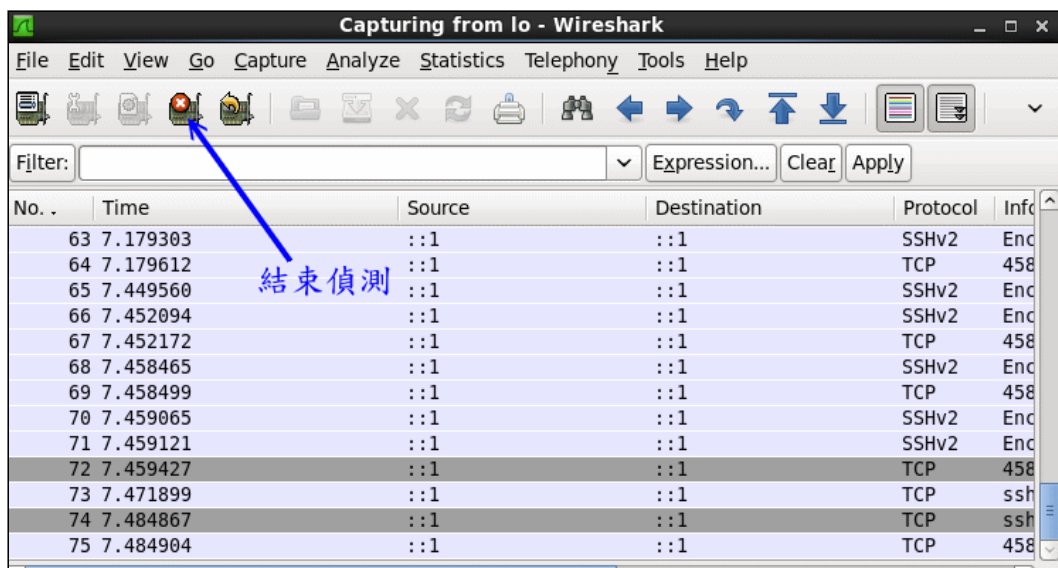 Capturing from lo - Wireshark
File Edit View Go Capture Analyze Statistics Telephony Tools Help
Filter: Expression... Clear Apply
No. . Time Source Destination Protocol Info
63 7.179303 ::1 ::1 SSHv2 Enc
64 7.179612 ::1 ::1 TCP 458
結束偵測
65 7.449560 ::1 ::1 SSHv2 Enc
66 7.452094 ::1 ::1 SSHv2 Enc
67 7.452172 ::1 ::1 TCP 458
68 7.458465 ::1 ::1 SSHv2 Enc
69 7.458499 ::1 ::1 TCP 458
70 7.459065 ::1 ::1 SSHv2 Enc
71 7.459121 ::1 ::1 SSHv2 Enc
72 7.459427 ::1 ::1 TCP 458
73 7.471899 ::1 ::1 TCP ssh
74 7.484867 ::1 ::1 TCP ssh
75 7.484904 ::1 ::1 TCP 458